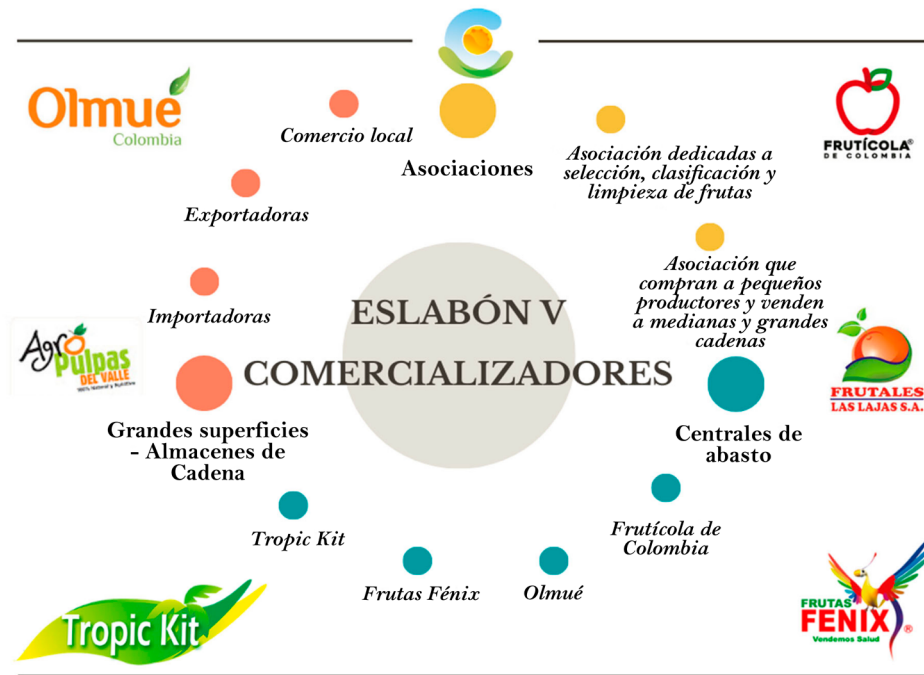 Olmué
Colombia
Comercio local
Asociaciones
Asociación dedicadas a
selección, clasificación y
limpieza de frutas
FRUTÍCOLA®
DE COLOMBIA
Exportadoras
Asociación que
compran a pequeños
productores y venden
a medianas y grandes
cadenas
Importadoras
ESLABÓN V
COMERCIALIZADORES
Agro
Pulpas
DEL VALLE
100% Natural y Nutritivo
FRUTALES
LAS LAJAS S.A.
Grandes superficies
- Almacenes de
Cadena
Centrales de
abasto
Tropic Kit
Frutas Fénix
Olmué
Frutícola de
Colombia
Tropic Kit
FRUTAS
FENIX
®
Vendemos Salud